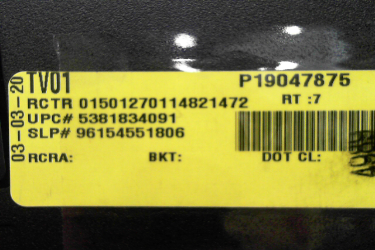 03-03-20
TV01
P19047875
RCTR 01501270114821472
RT :7
UPC# 5381834091
SLP# 96154551806
RCRA:
BKT:
DOT CL: